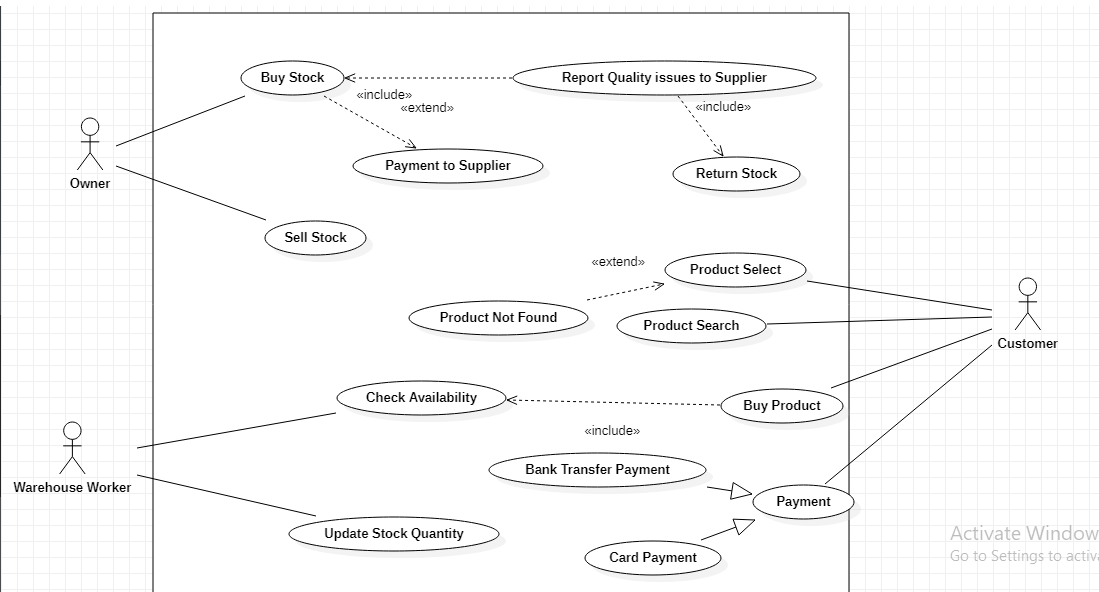 Buy Stock
Report Quality issues to Supplier
«include»
«extend»
«include»
Payment to Supplier
Return Stock
Owner
Sell Stock
«extend»
Product Select
Product Not Found
Product Search
Customer
Check Availability
Buy Product
«include»
Bank Transfer Payment
Warehouse Worker
Payment
Update Stock Quantity
Card Payment
Activate Window
Go to Settings to activ